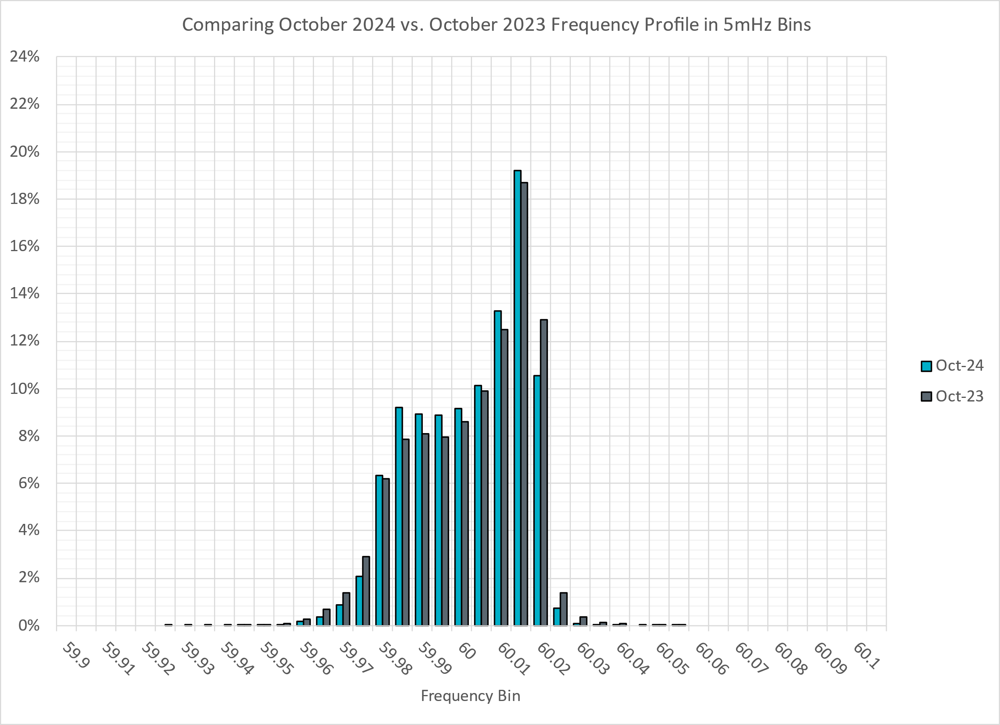 Comparing October 2024 vs. October 2023 Frequency Profile in 5mHz Bins
24%
22%
20%
18%
16%
14%
12%
10%
8%
6%
4%
2%
0%
Oct-24
Oct-23
59.9 59.91 59.92 59.93 59.94 59.95 59.96 59.97 59.98 59.99 60 60.01 60.02 60.03 60.04 60.05 60.06 60.07 60.08 60.09 60.1
Frequency Bin